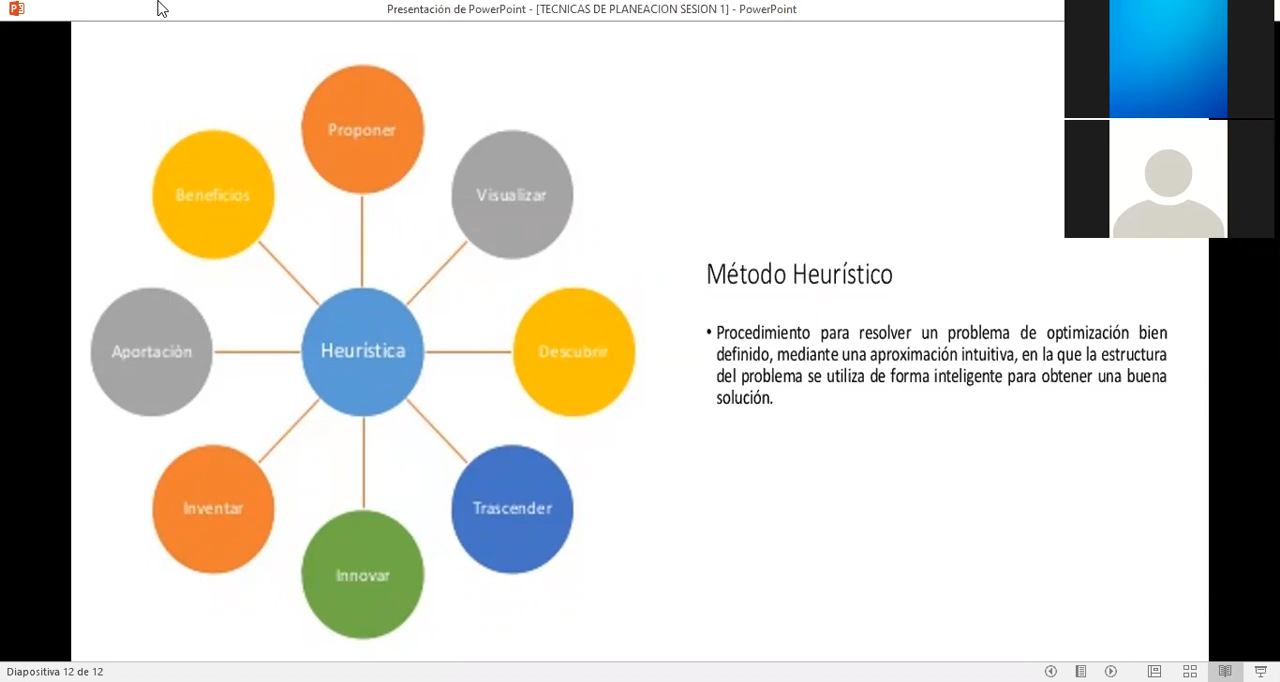 Presentación de PowerPoint - [TECNICAS DE PLANEACION SESION 1] - PowerPoint
Proponer
Beneficios
Visualizar
Aportación
Heurística
Descubrir
Inventar
Trascender
Innovar
Método Heurístico
• Procedimiento para resolver un problema de optimización bien
definido, mediante una aproximación intuitiva, en la que la estructura
del problema se utiliza de forma inteligente para obtener una buena
solución.
Diapositiva 12 de 12